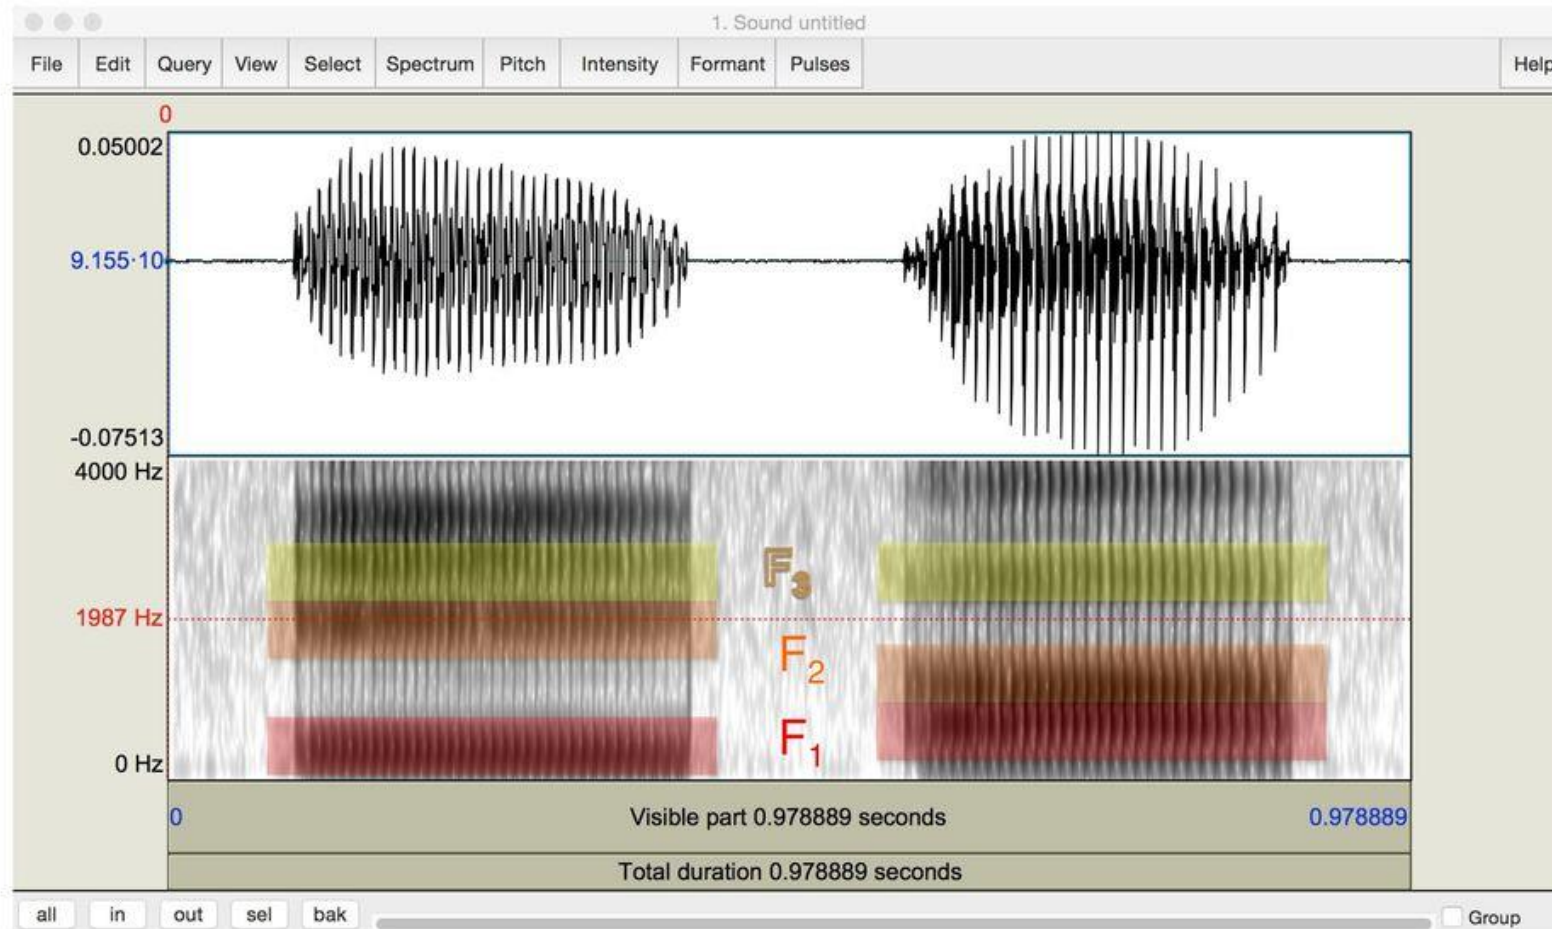 1. Sound untitled
File Edit Query View Select Spectrum Pitch Intensity Formant Pulses Help
0
0.05002
9.155·10
-0.07513
4000 Hz
F3
1987 Hz
F2
F1
0 Hz
0 Visible part 0.978889 seconds 0.978889
Total duration 0.978889 seconds
all in out sel bak Group